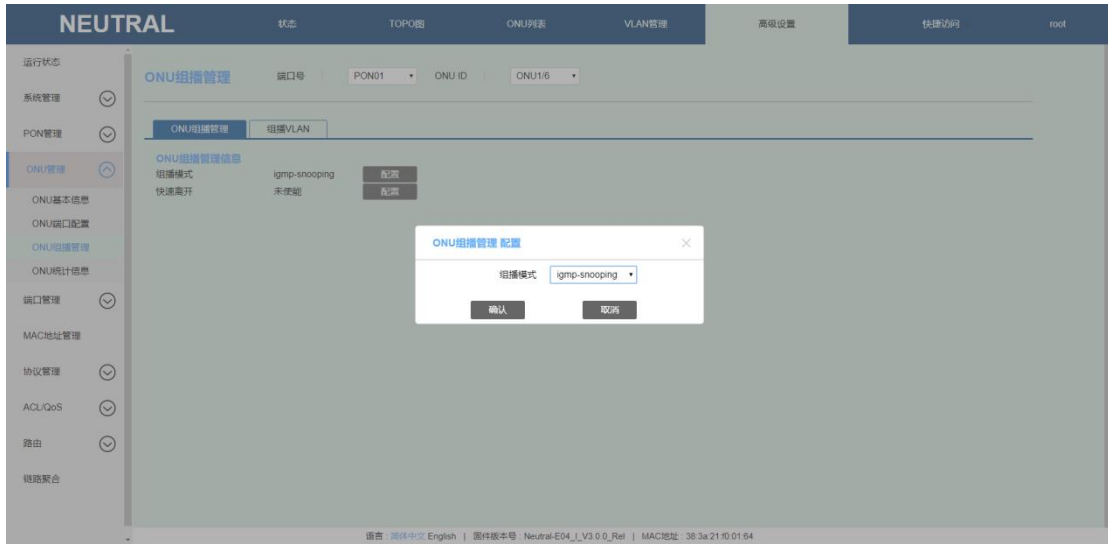 NEUTRAL
状态 TOPO图 ONU列表 VLAN管理 高级设置 快捷访问 root
运行状态
系统管理
PON管理
ONU管理
ONU基本信息
ONU端口配置
ONU组播管理
ONU统计信息
端口管理
MAC地址管理
协议管理
ACL/QoS
路由
链路聚合
ONU组播管理 端口号 PON01 ONU ID ONU1/6
ONU组播管理 组播VLAN
ONU组播管理信息
组播模式 igmp-snooping 配置
快速离开 未使能 配置
ONU组播管理 配置
组播模式 igmp-snooping
确认 取消
语言 : 简体中文 English | 固件版本号 : Neutral-E04_I_V3.0.0_Rel | MAC地址 : 38:3a:21:f0:01:64